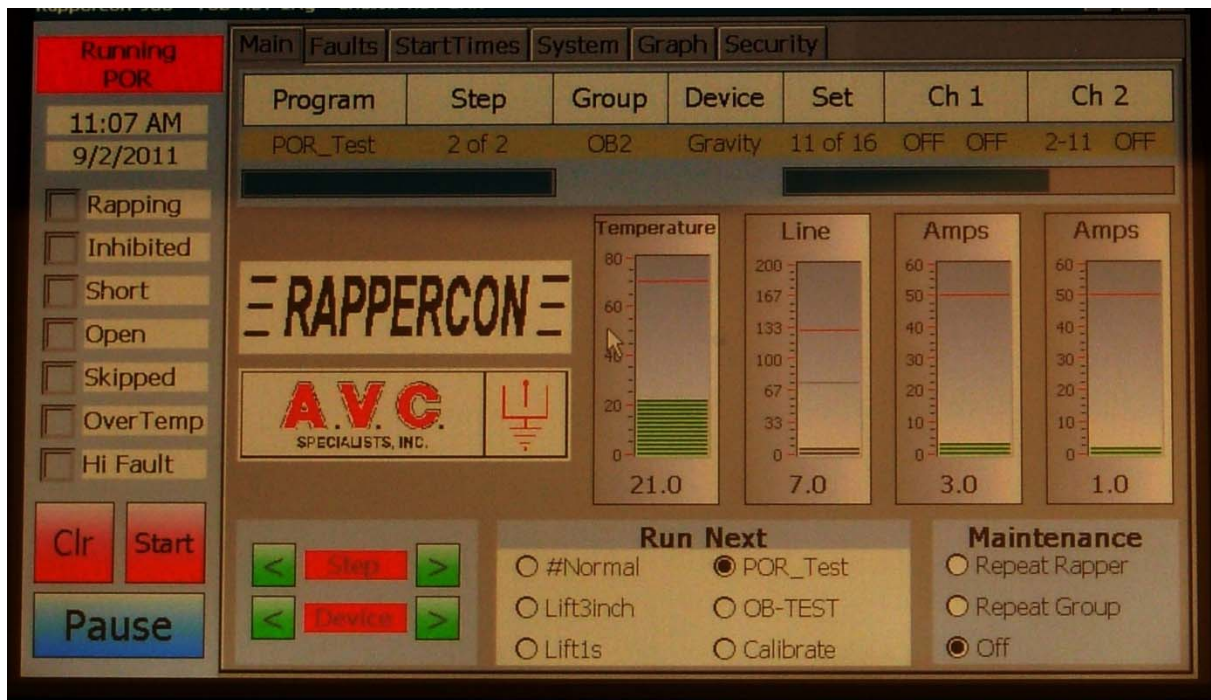 Running
POR
11:07 AM
9/2/2011
Rapping
Inhibited
Short
Open
Skipped
OverTemp
Hi Fault
Clr Start
Pause
Main Faults StartTimes System Graph Security
Program Step Group Device Set Ch 1 Ch 2
POR_Test 2 of 2 OB2 Gravity 11 of 16 OFF OFF 2-11 OFF
RAPPERCON
A.V.C.
SPECIALISTS, INC.
Temperature
80
60
40
20
0
21.0
Line
200
167
133
100
67
33
0
7.0
Amps
60
50
40
30
20
10
0
3.0
Amps
60
50
40
30
20
10
0
1.0
< Step >
< Device >
Run Next
#Normal POR_Test
Lift3inch OB-TEST
Lift1s Calibrate
Maintenance
Repeat Rapper
Repeat Group
Off